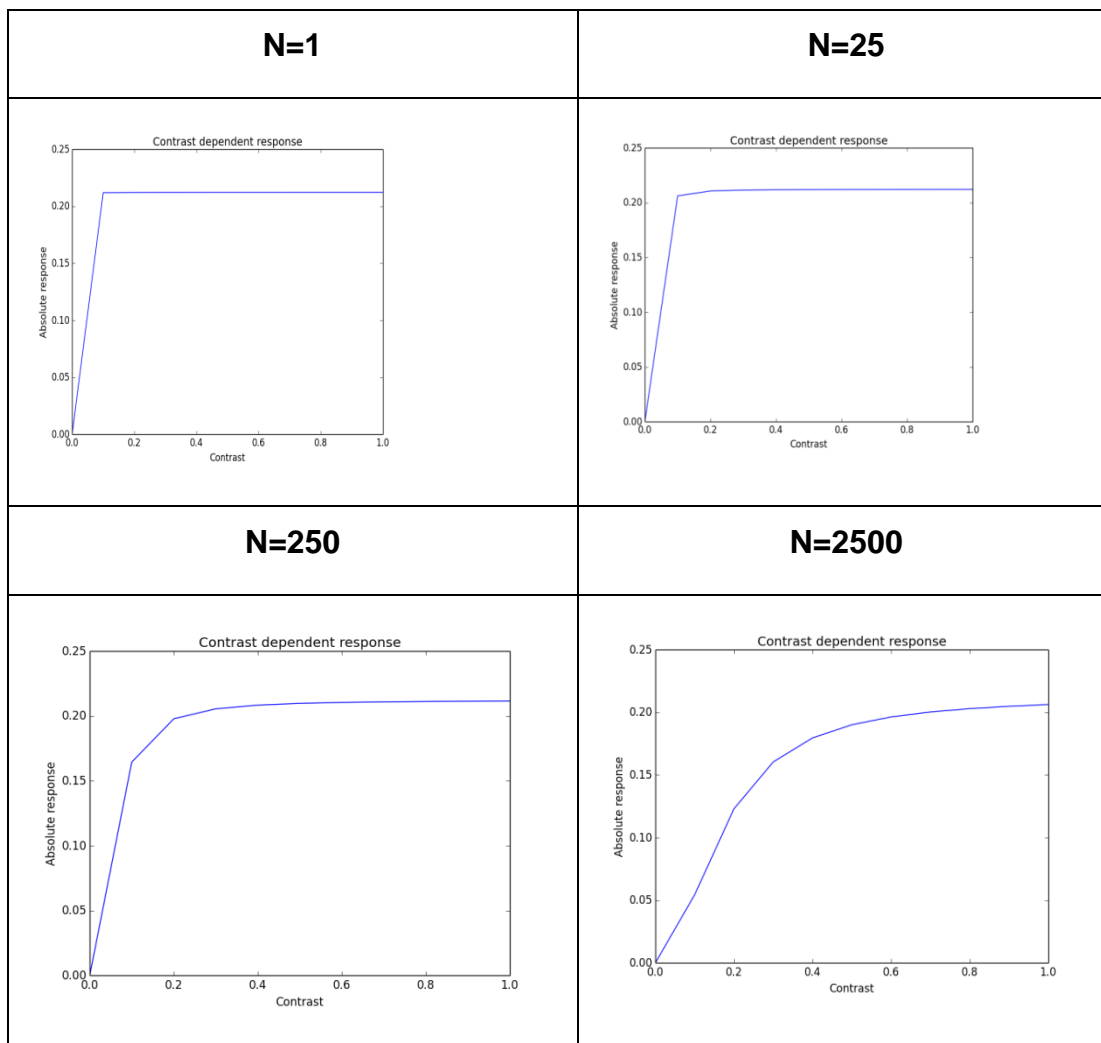 N=1
N=25
Contrast dependent response
0.25
0.20
0.15
0.10
0.05
0.00
Absolute response
0.0 0.2 0.4 0.6 0.8 1.0
Contrast
Contrast dependent response
0.25
0.20
0.15
0.10
0.05
0.00
Absolute response
0.0 0.2 0.4 0.6 0.8 1.0
Contrast
N=250
N=2500
Contrast dependent response
0.25
0.20
0.15
0.10
0.05
0.00
Absolute response
0.0 0.2 0.4 0.6 0.8 1.0
Contrast
Contrast dependent response
0.25
0.20
0.15
0.10
0.05
0.00
Absolute response
0.0 0.2 0.4 0.6 0.8 1.0
Contrast